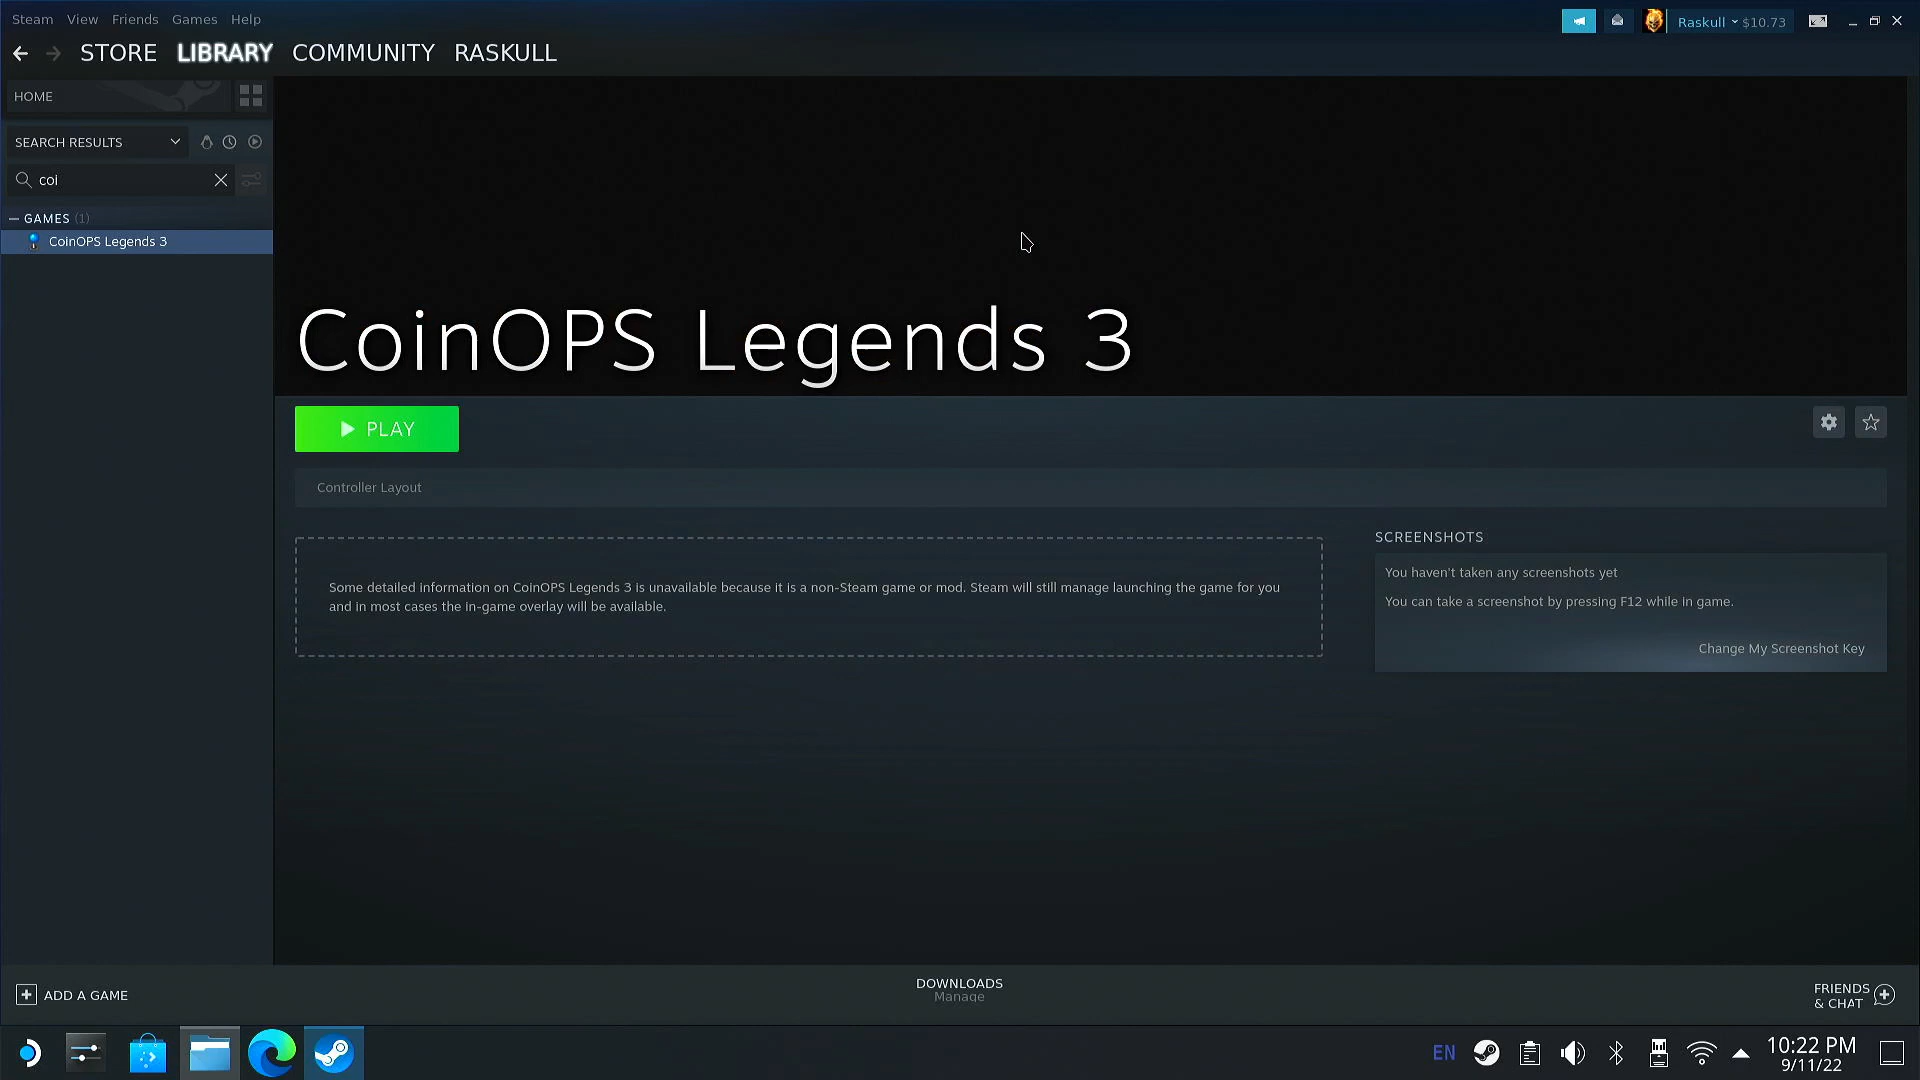 Steam View Friends Games Help
Raskull $10.73
STORE LIBRARY COMMUNITY RASKULL
HOME
SEARCH RESULTS
coi
GAMES (1)
CoinOPS Legends 3
CoinOPS Legends 3
PLAY
Controller Layout
Some detailed information on CoinOPS Legends 3 is unavailable because it is a non-Steam game or mod. Steam will still manage launching the game for you
and in most cases the in-game overlay will be available.
SCREENSHOTS
You haven't taken any screenshots yet
You can take a screenshot by pressing F12 while in game.
Change My Screenshot Key
ADD A GAME
DOWNLOADS
Manage
FRIENDS
& CHAT
EN
10:22 PM
9/11/22